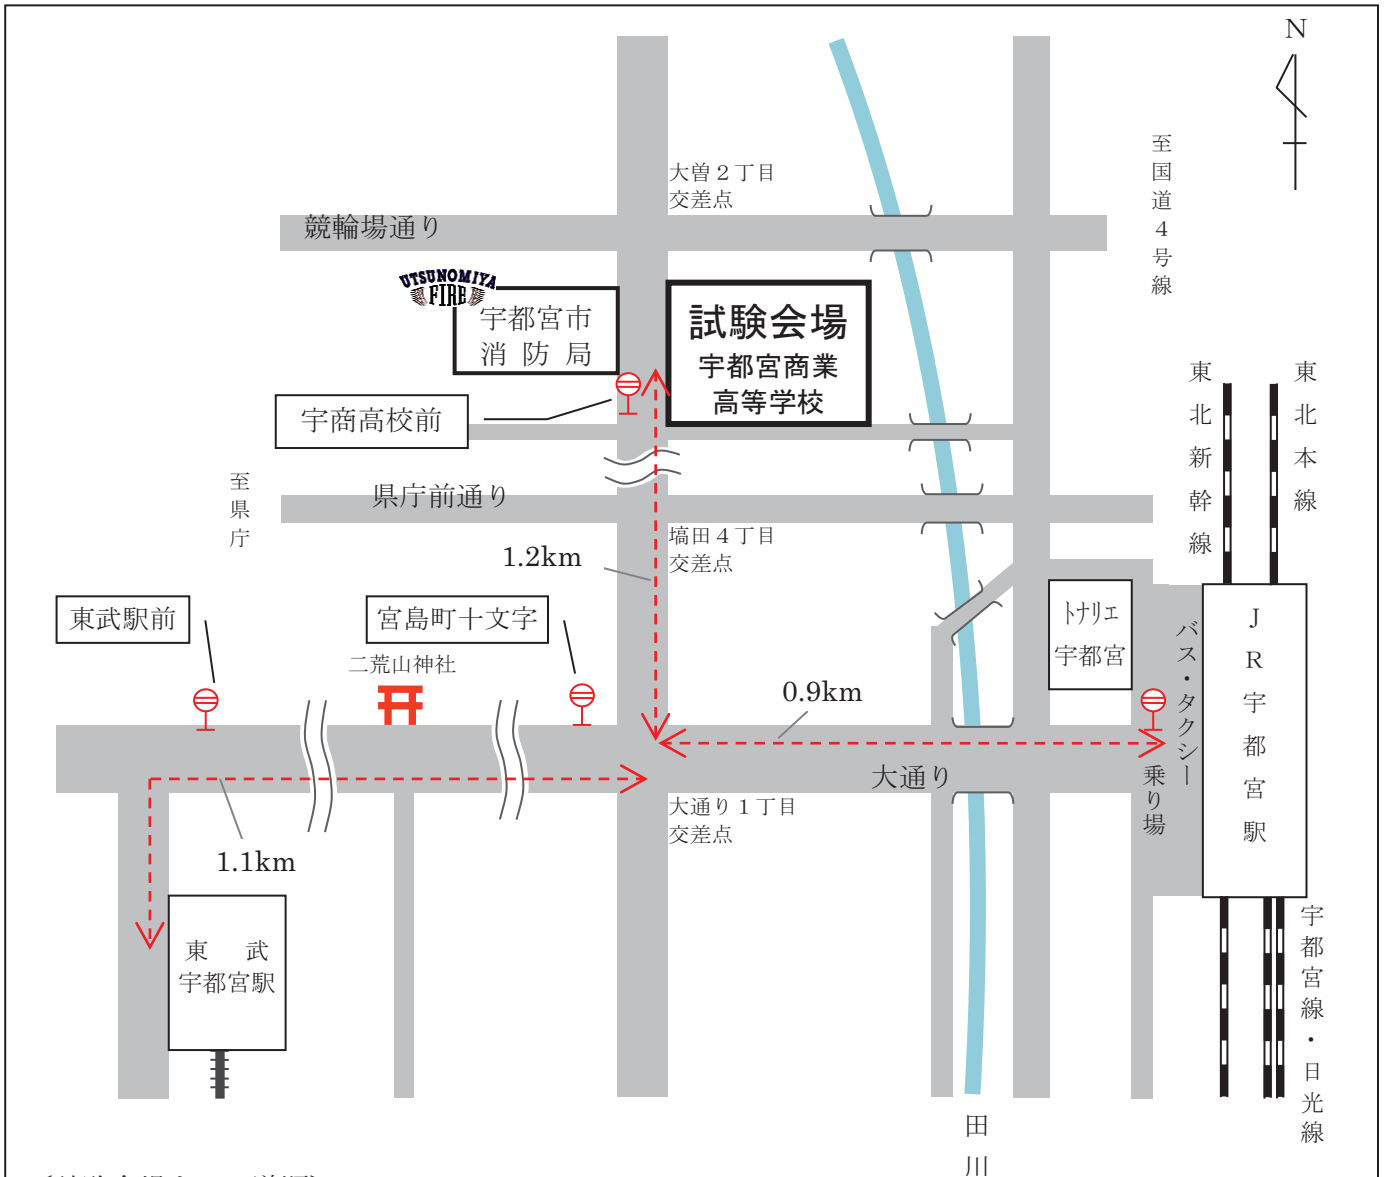 N
大曽２丁目
交差点
至国道４号線
競輪場通り
UTSUNOMIYA
FIRE
宇都宮市
消防局
試験会場
宇都宮商業
高等学校
東北新幹線
東北本線
宇商高校前
至県庁
県庁前通り
塙田４丁目
交差点
1.2km
東武駅前
宮島町十文字
二荒山神社
ﾄﾅﾘｴ
宇都宮
バス・タクシー
乗り場
ＪＲ宇都宮駅
0.9km
大通り
大通り１丁目
交差点
1.1km
東　武
宇都宮駅
宇都宮線・日光線
田川